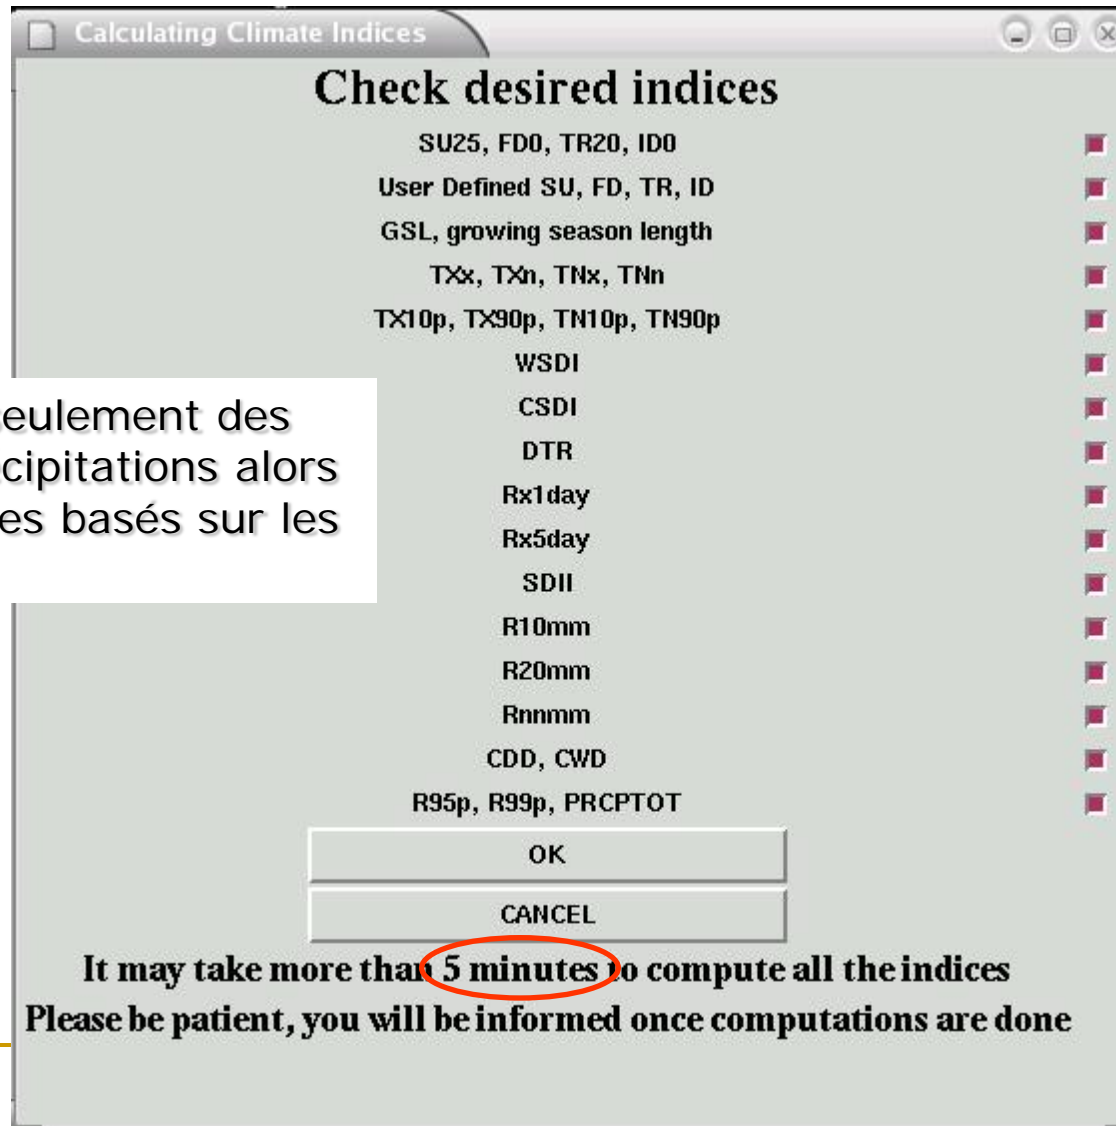 Calculating Climate Indices
Check desired indices
SU25, FD0, TR20, ID0
User Defined SU, FD, TR, ID
GSL, growing season length
TXx, TXn, TNx, TNn
TX10p, TX90p, TN10p, TN90p
WSDI
CSDI
DTR
Rx1day
Rx5day
SDII
R10mm
R20mm
Rnnmm
CDD, CWD
R95p, R99p, PRCPTOT
OK
CANCEL
It may take more than 5 minutes to compute all the indices
Please be patient, you will be informed once computations are done
eulement des
cipitations alors
es basés sur les